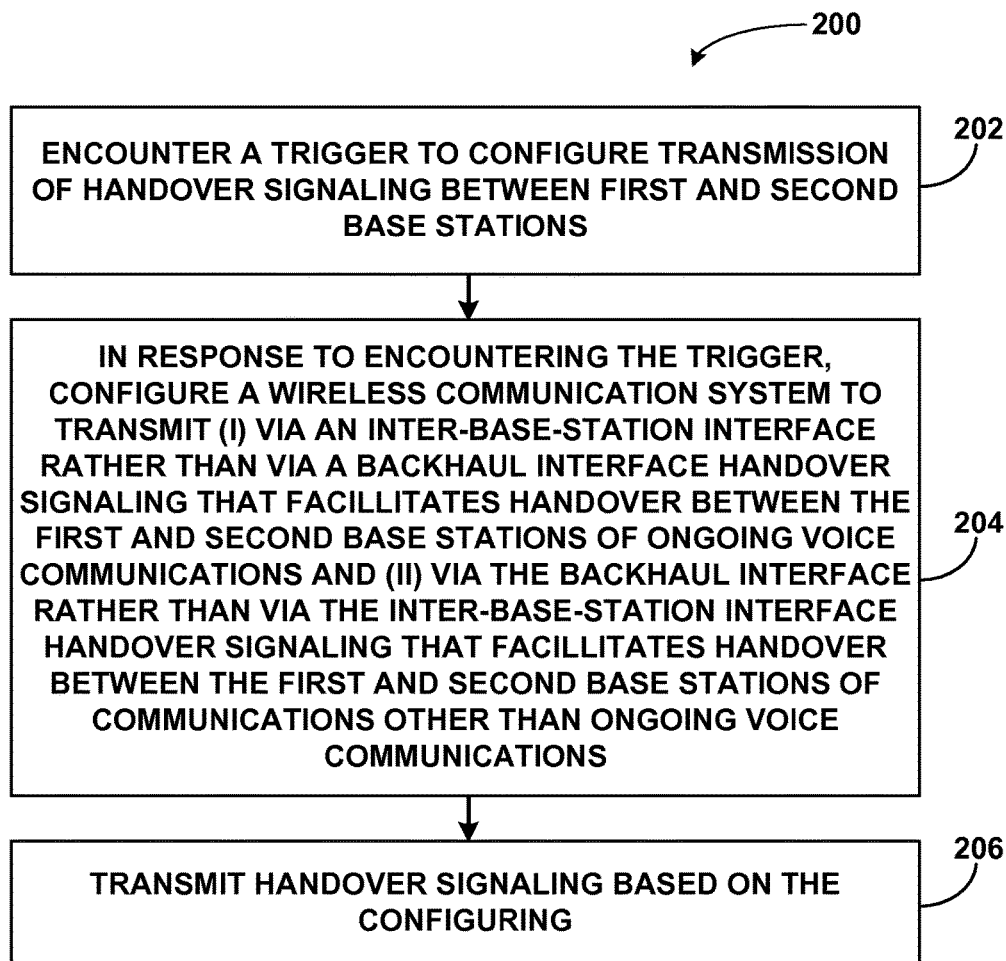 200
202
ENCOUNTER A TRIGGER TO CONFIGURE TRANSMISSION
OF HANDOVER SIGNALING BETWEEN FIRST AND SECOND
BASE STATIONS
IN RESPONSE TO ENCOUNTERING THE TRIGGER,
CONFIGURE A WIRELESS COMMUNICATION SYSTEM TO
TRANSMIT (I) VIA AN INTER-BASE-STATION INTERFACE
RATHER THAN VIA A BACKHAUL INTERFACE HANDOVER
SIGNALING THAT FACILLITATES HANDOVER BETWEEN THE
FIRST AND SECOND BASE STATIONS OF ONGOING VOICE
COMMUNICATIONS AND (II) VIA THE BACKHAUL INTERFACE
RATHER THAN VIA THE INTER-BASE-STATION INTERFACE
HANDOVER SIGNALING THAT FACILLITATES HANDOVER
BETWEEN THE FIRST AND SECOND BASE STATIONS OF
COMMUNICATIONS OTHER THAN ONGOING VOICE
COMMUNICATIONS
204
206
TRANSMIT HANDOVER SIGNALING BASED ON THE
CONFIGURING